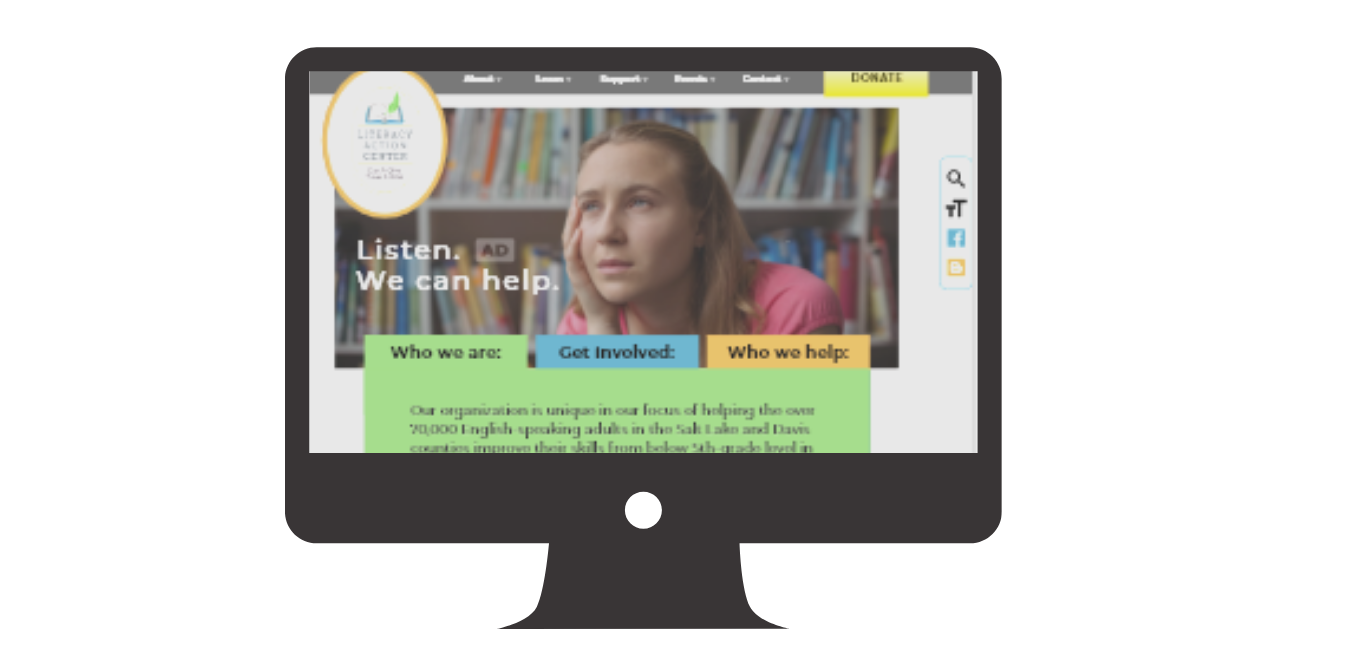 About Learn Support Events Contact DONATE
LITERACY
ACTION
CENTER
Listen. AD
We can help.
Who we are: Get Involved: Who we help:
Our organization is unique in our focus of helping the over
70,000 English-speaking adults in the Salt Lake and Davis
counties improve their skills from below 5th-grade level in